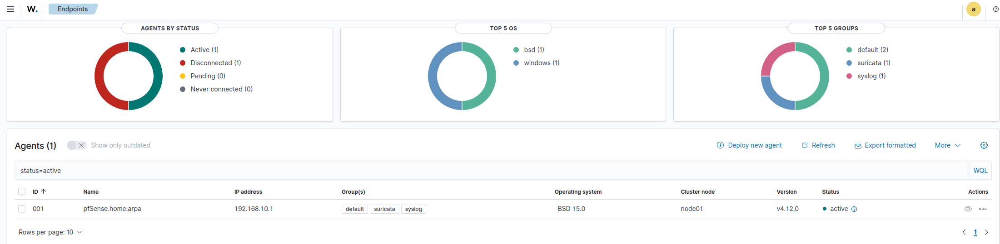 W. Endpoints a
AGENTS BY STATUS
Active (1)
Disconnected (1)
Pending (0)
Never connected (0)
TOP 5 OS
bsd (1)
windows (1)
TOP 5 GROUPS
default (2)
suricata (1)
syslog (1)
Agents (1) Show only outdated Deploy new agent Refresh Export formatted More
status=active WQL
ID Name IP address Group(s) Operating system Cluster node Version Status Actions
001 pfSense.home.arpa 192.168.10.1 default suricata syslog BSD 15.0 node01 v4.12.0 active
Rows per page: 10 1